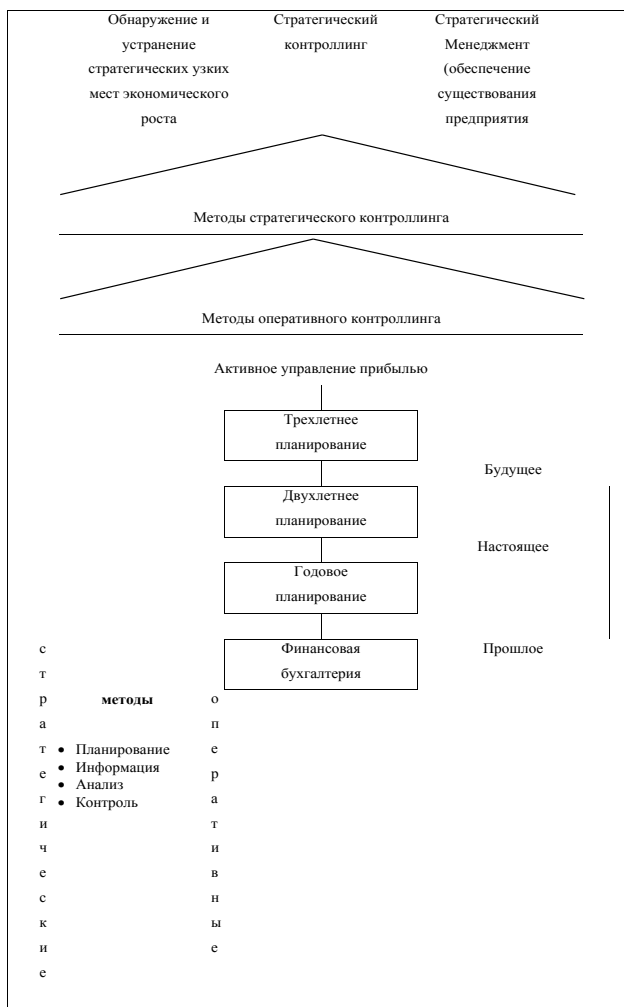 Обнаружение и
устранение
стратегических узких
мест экономического
роста
Стратегический
контроллинг
Стратегический
Менеджмент
(обеспечение
существования
предприятия
Методы стратегического контроллинга
Методы оперативного контроллинга
Активное управление прибылью
Трехлетнее
планирование
Будущее
Двухлетнее
планирование
Настоящее
Годовое
планирование
Финансовая
бухгалтерия
Прошлое
стратегические
методы
• Планирование
• Информация
• Анализ
• Контроль
оперативные